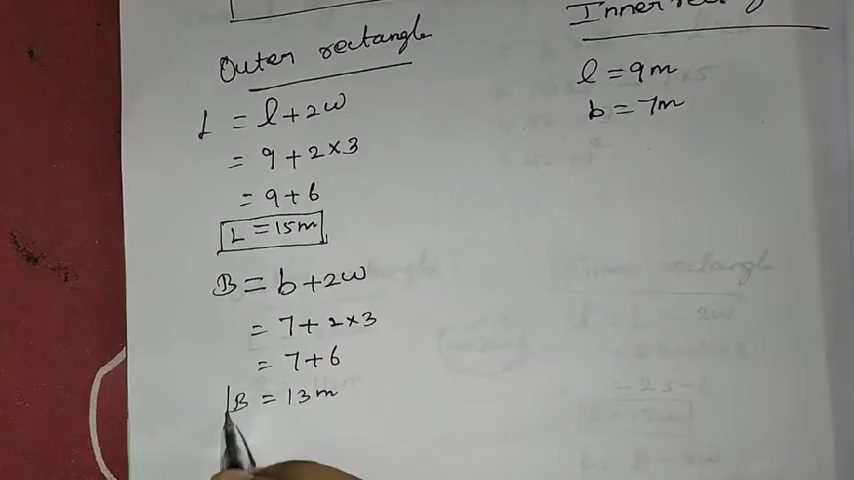 Outer rectangle
L = l+2w
= 9+2×3
= 9+6
L = 15m
B = b+2w
= 7+2×3
= 7+6
B = 13m
Inner
l = 9m
b = 7m